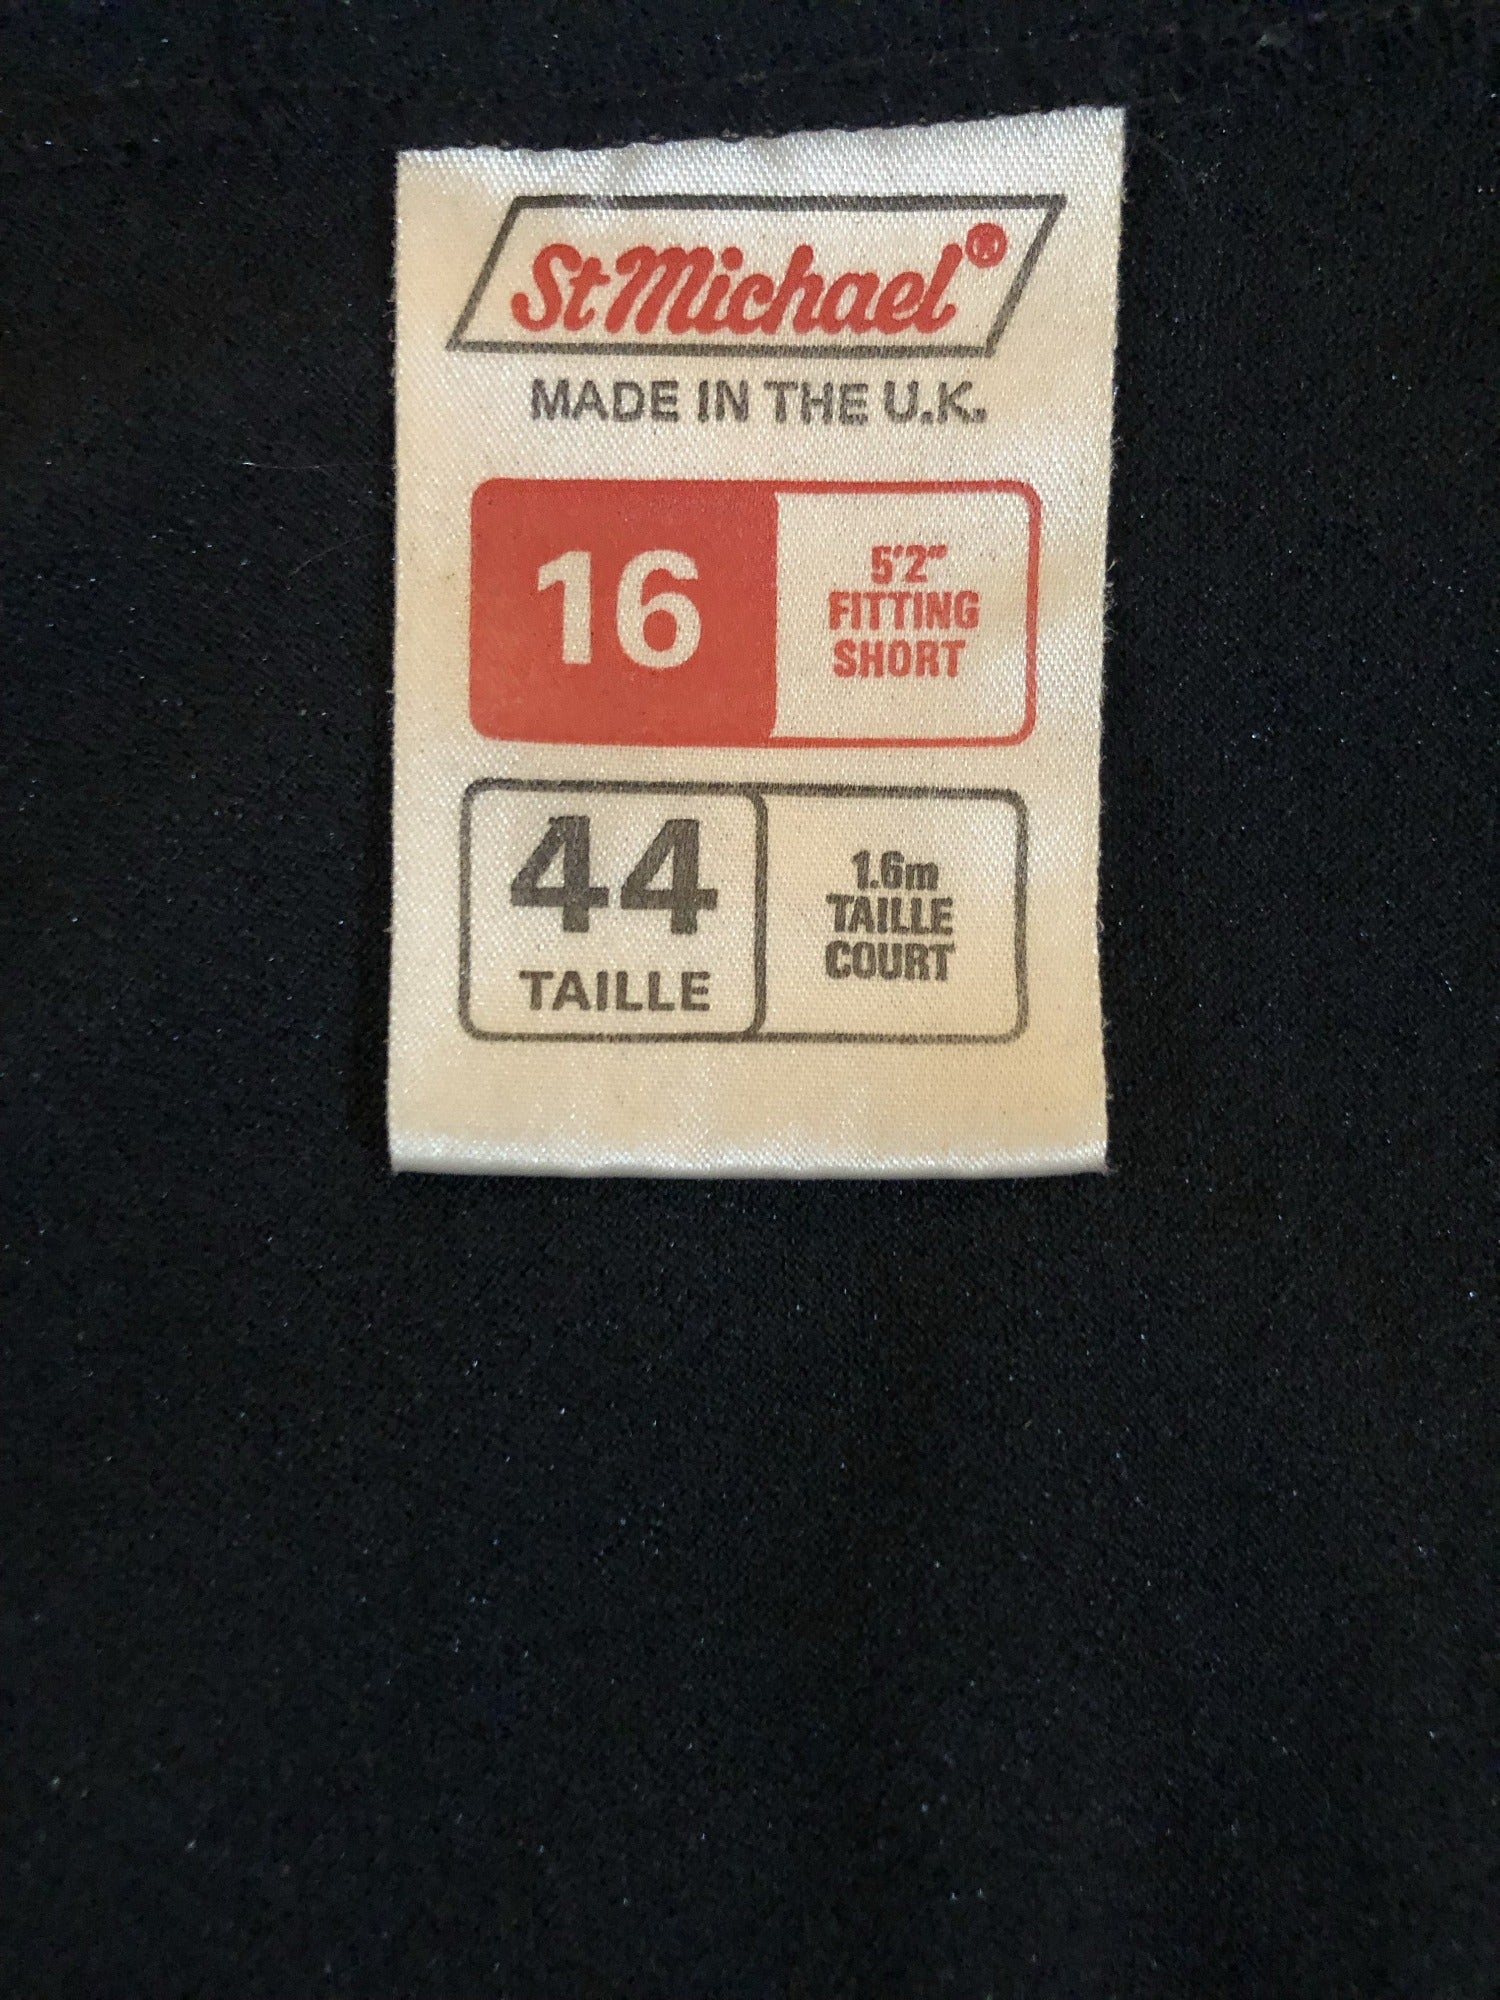 St Michael®
MADE IN THE U.K.
16
5'2"
FITTING
SHORT
44
TAILLE
1.6m
TAILLE
COURT